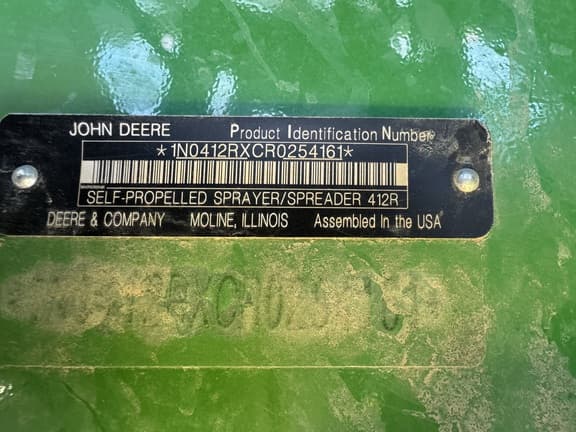 JOHN DEERE Product Identification Number
*1N0412RXCR0254161*
SELF-PROPELLED SPRAYER/SPREADER 412R
DEERE & COMPANY MOLINE, ILLINOIS Assembled in the USA